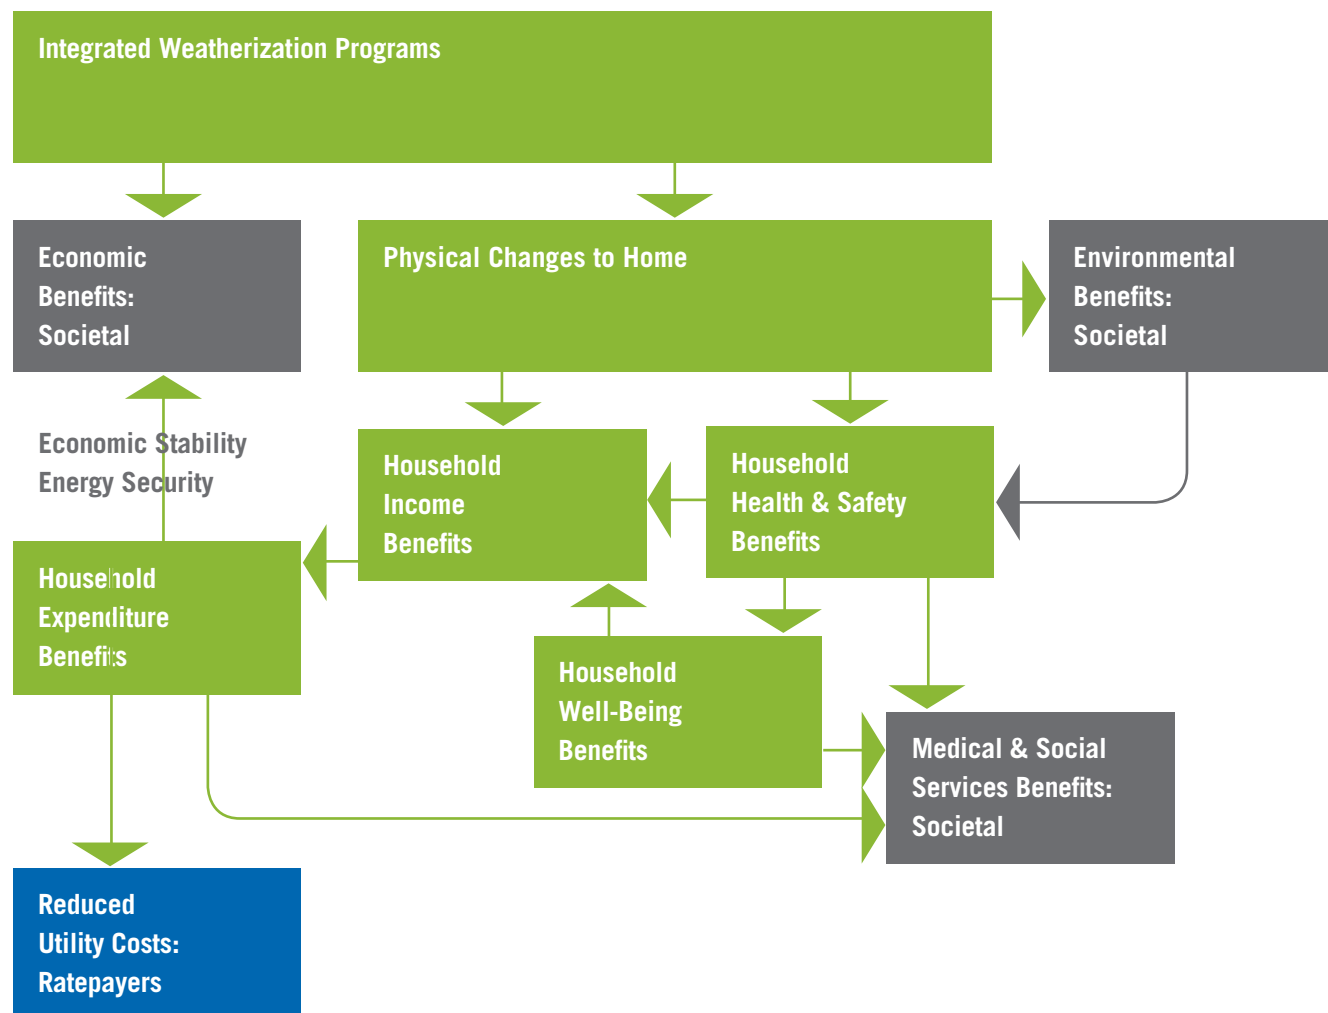 Integrated Weatherization Programs
Economic
Benefits:
Societal
Physical Changes to Home
Environmental
Benefits:
Societal
Economic Stability
Energy Security
Household
Income
Benefits
Household
Health & Safety
Benefits
Household
Expenditure
Benefits
Household
Well-Being
Benefits
Medical & Social
Services Benefits:
Societal
Reduced
Utility Costs:
Ratepayers